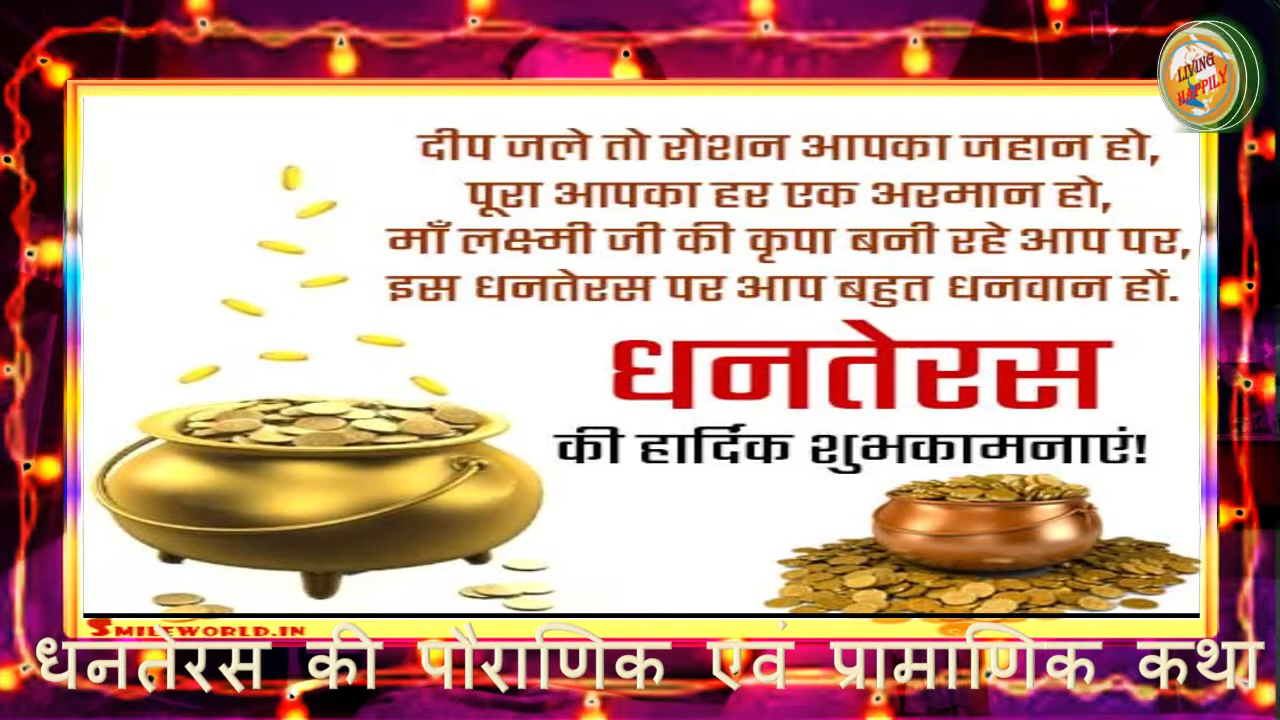 LIVING
HAPPILY
दीप जले तो रोशन आपका जहान हो,
पूरा आपका हर एक अरमान हो,
माँ लक्ष्मी जी की कृपा बनी रहे आप पर,
इस धनतेरस पर आप बहुत धनवान हों.
धनतेरस
की हार्दिक शुभकामनाएं!
SMILEWORLD.IN
धनतेरस की पौराणिक एवं प्रामाणिक कथा